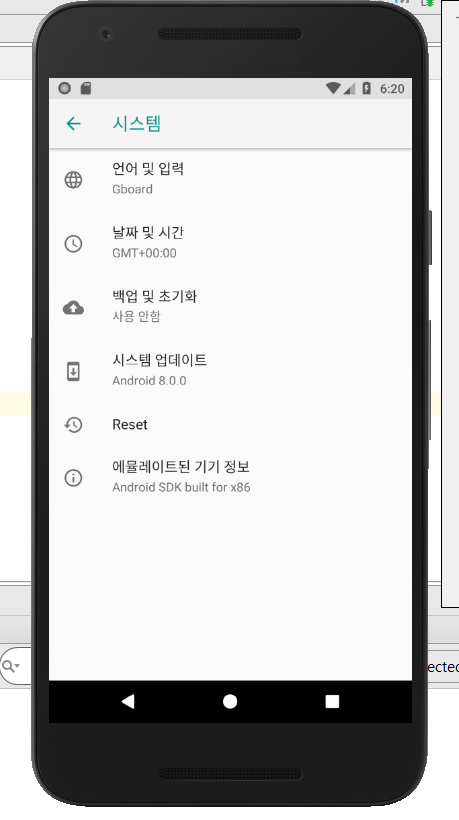 6:20
시스템
언어 및 입력
Gboard
날짜 및 시간
GMT+00:00
백업 및 초기화
사용 안함
시스템 업데이트
Android 8.0.0
Reset
에뮬레이트된 기기 정보
Android SDK built for x86
ected